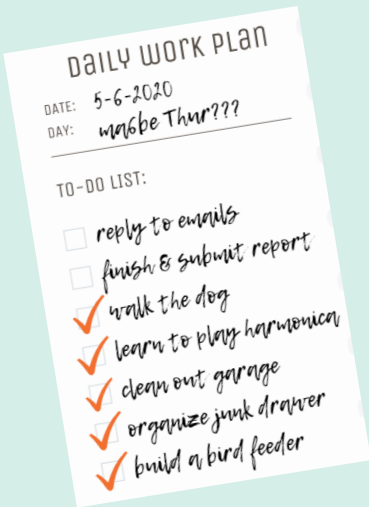 Daily Work Plan
DATE: 5-6-2020
DAY: ma6be Thur???
TO-DO LIST:
reply to emails
finish & submit report
walk the dog
learn to play harmonica
clean out garage
organize junk drawer
build a bird feeder